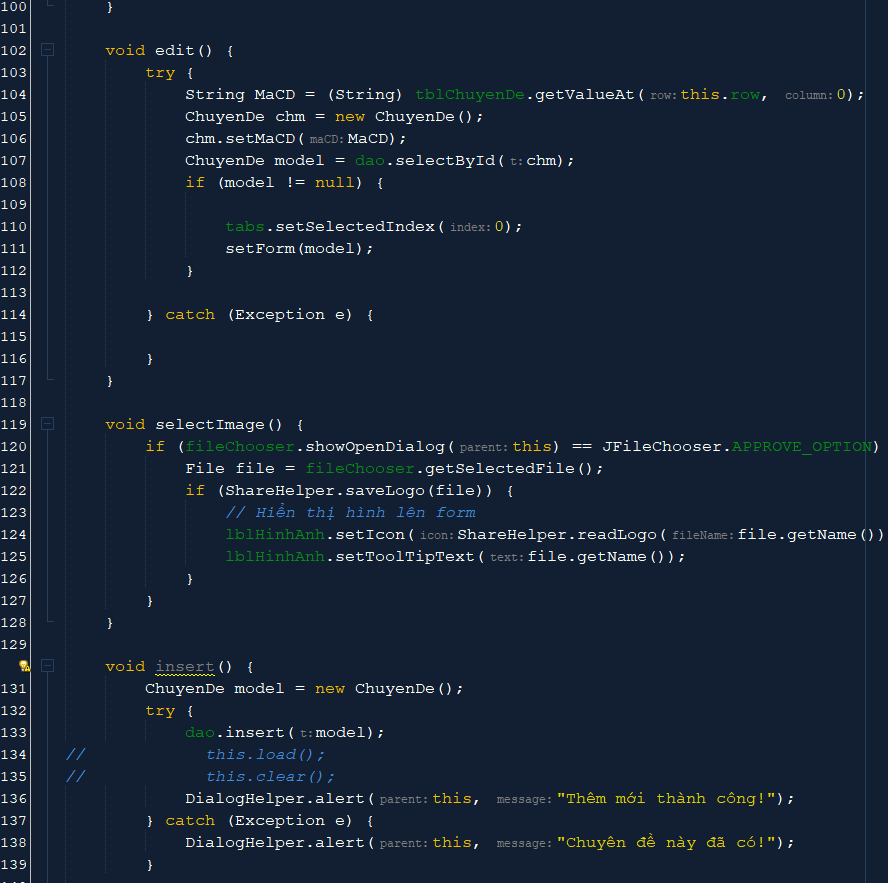 100 }
101
102 void edit() {
103 try {
104 String MaCD = (String) tblChuyenDe.getValueAt( row: this.row,  column: 0);
105 ChuyenDe chm = new ChuyenDe();
106 chm.setMaCD( maCD: MaCD);
107 ChuyenDe model = dao.selectById( t: chm);
108 if (model != null) {
109
110 tabs.setSelectedIndex( index: 0);
111 setForm(model);
112 }
113
114 } catch (Exception e) {
115
116 }
117 }
118
119 void selectImage() {
120 if (fileChooser.showOpenDialog( parent: this) == JFileChooser.APPROVE_OPTION)
121 File file = fileChooser.getSelectedFile();
122 if (ShareHelper.saveLogo(file)) {
123 // Hiển thị hình lên form
124 lblHinhAnh.setIcon( icon: ShareHelper.readLogo( fileName: file.getName())
125 lblHinhAnh.setToolTipText( text: file.getName());
126 }
127 }
128 }
129
void insert() {
131 ChuyenDe model = new ChuyenDe();
132 try {
133 dao.insert( t: model);
134 // this.load();
135 // this.clear();
136 DialogHelper.alert( parent: this,  message: "Thêm mới thành công!");
137 } catch (Exception e) {
138 DialogHelper.alert( parent: this,  message: "Chuyên đề này đã có!");
139 }